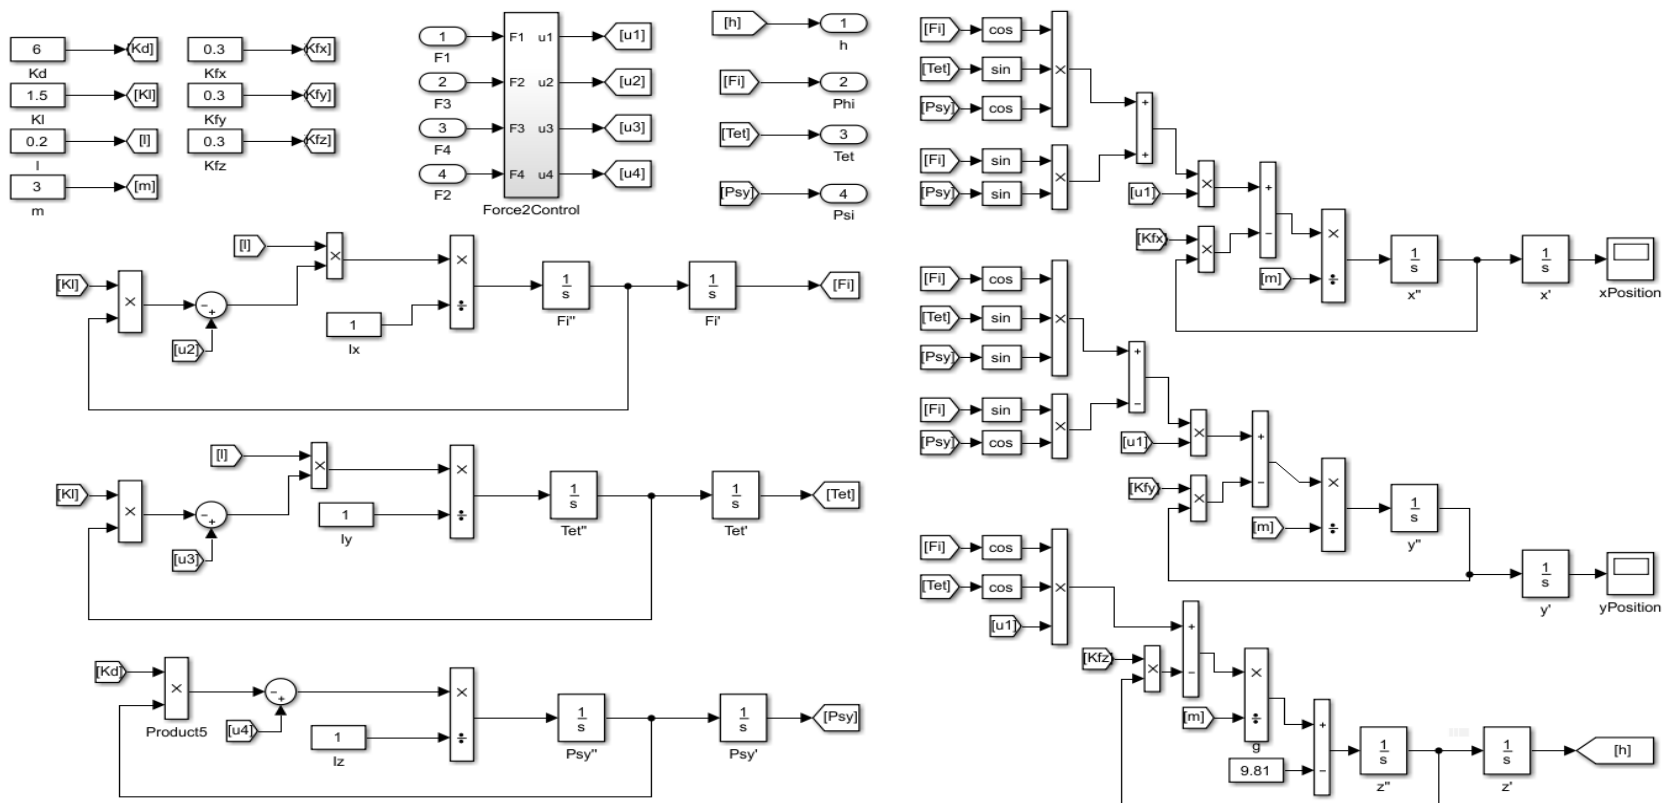 6
[Kd]
Kd
1.5
[Kl]
Kl
0.2
[l]
l
3
[m]
m
0.3
Kfx]
Kfx
0.3
Kfy]
Kfy
0.3
Kfz]
Kfz
1
F1
2
F3
3
F4
4
F2
F1 u1
F2 u2
F3 u3
F4 u4
Force2Control
[u1]
[u2]
[u3]
[u4]
[h]
1
h
[Fi]
2
Phi
[Tet]
3
Tet
[Psy]
4
Psi
[l]
[Kl]
×
−
+
[u2]
×
1
Ix
×
÷
1
s
Fi''
1
s
Fi'
[Fi]
[l]
[Kl]
×
−
+
[u3]
×
1
Iy
×
÷
1
s
Tet''
1
s
Tet'
[Tet]
[Kd]
×
Product5
−
+
[u4]
1
Iz
×
÷
1
s
Psy''
1
s
Psy'
[Psy]
[Fi] cos
[Tet] sin
[Psy] cos
×
[Fi] sin
[Psy] sin
×
+
+
[u1]
×
[Kfx]
×
+
−
[m]
×
÷
1
s
x''
1
s
x'
xPosition
[Fi] cos
[Tet] sin
[Psy] sin
×
[Fi] sin
[Psy] cos
×
+
−
[u1]
×
[Kfy]
×
+
−
[m]
×
÷
1
s
y''
1
s
y'
yPosition
[Fi] cos
[Tet] cos
[u1]
×
[Kfz]
×
+
−
[m]
×
÷
g
9.81
+
−
1
s
z''
1
s
z'
[h]